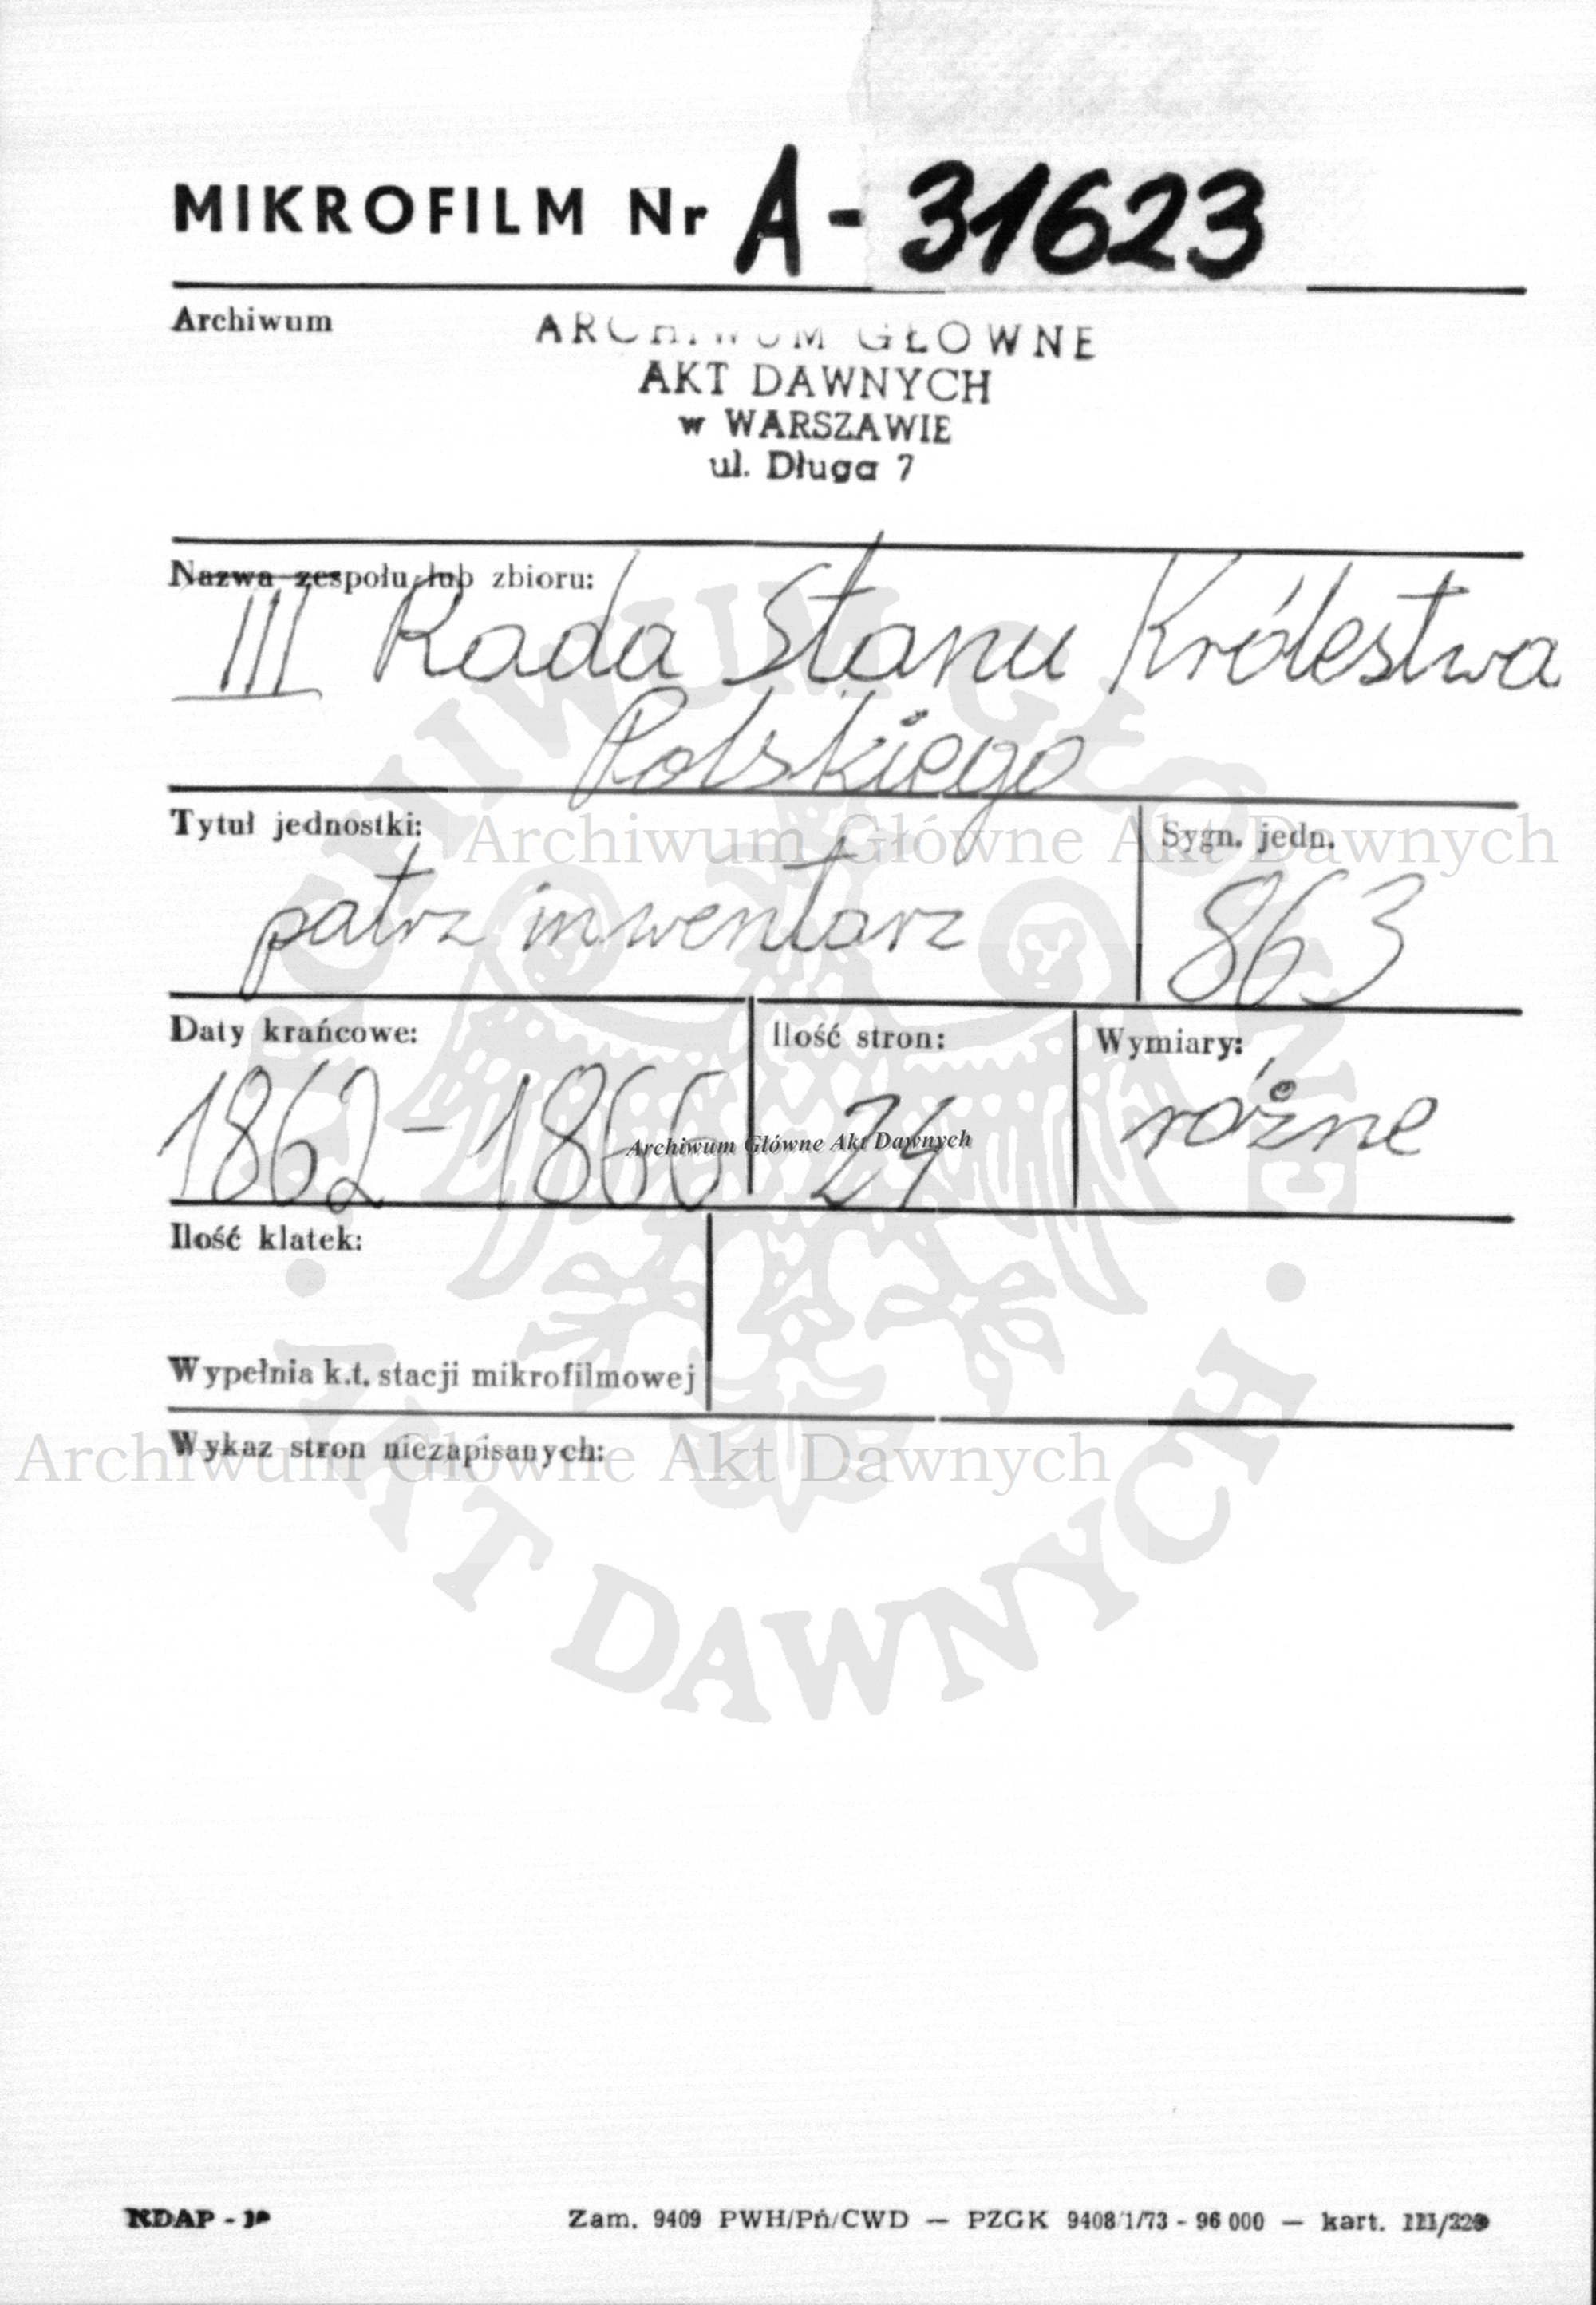 MIKROFILM Nr A-31623
Archiwum
ARCHIWUM GŁOWNE
AKT DAWNYCH
w WARSZAWIE
ul. Długa 7
Nazwa zespołu lub zbioru:
III Rada Stanu Królestwa
Polskiego
Tytuł jednostki:
Sygn. jedn.
Archiwum Główne Akt Dawnych
patrz inwentarz
863
Daty krańcowe:
Ilość stron:
Wymiary:
1862-1866
24
różne
Archiwum Główne Akt Dawnych
Ilość klatek:
Wypełnia k.t. stacji mikrofilmowej
Wykaz stron niezapisanych:
Archiwum Główne Akt Dawnych
ARCHIWUM GŁÓWNE
AKT DAWNYCH
NDAP -
Zam. 9409 PWH/Pń/CWD — PZGK 9408/1/73 - 96 000 — kart.